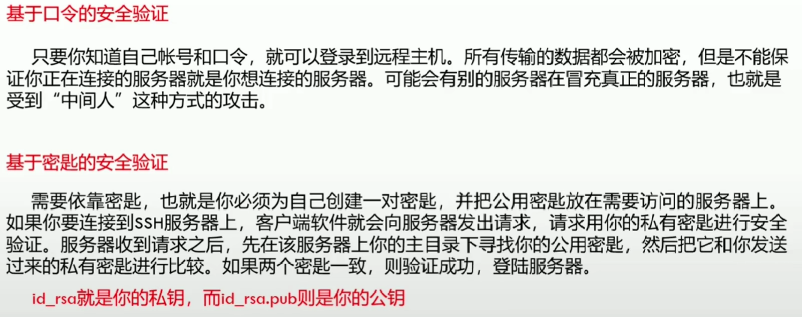 基于口令的安全验证
只要你知道自己帐号和口令，就可以登录到远程主机。所有传输的数据都会被加密，但是不能保
证你正在连接的服务器就是你想连接的服务器。可能会有别的服务器在冒充真正的服务器，也就是
受到“中间人”这种方式的攻击。
基于密匙的安全验证
需要依靠密匙，也就是你必须为自己创建一对密匙，并把公用密匙放在需要访问的服务器上。
如果你要连接到SSH服务器上，客户端软件就会向服务器发出请求，请求用你的私有密匙进行安全
验证。服务器收到请求之后，先在该服务器上你的主目录下寻找你的公用密匙，然后把它和你发送
过来的私有密匙进行比较。如果两个密匙一致，则验证成功，登陆服务器。
id_rsa就是你的私钥，而id_rsa.pub则是你的公钥